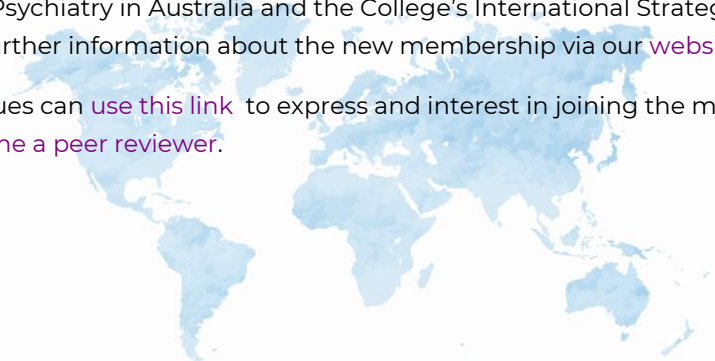 Psychiatry in Australia and the College's International Strateg
rther information about the new membership via our webs
ues can use this link to express and interest in joining the m
ne a peer reviewer.